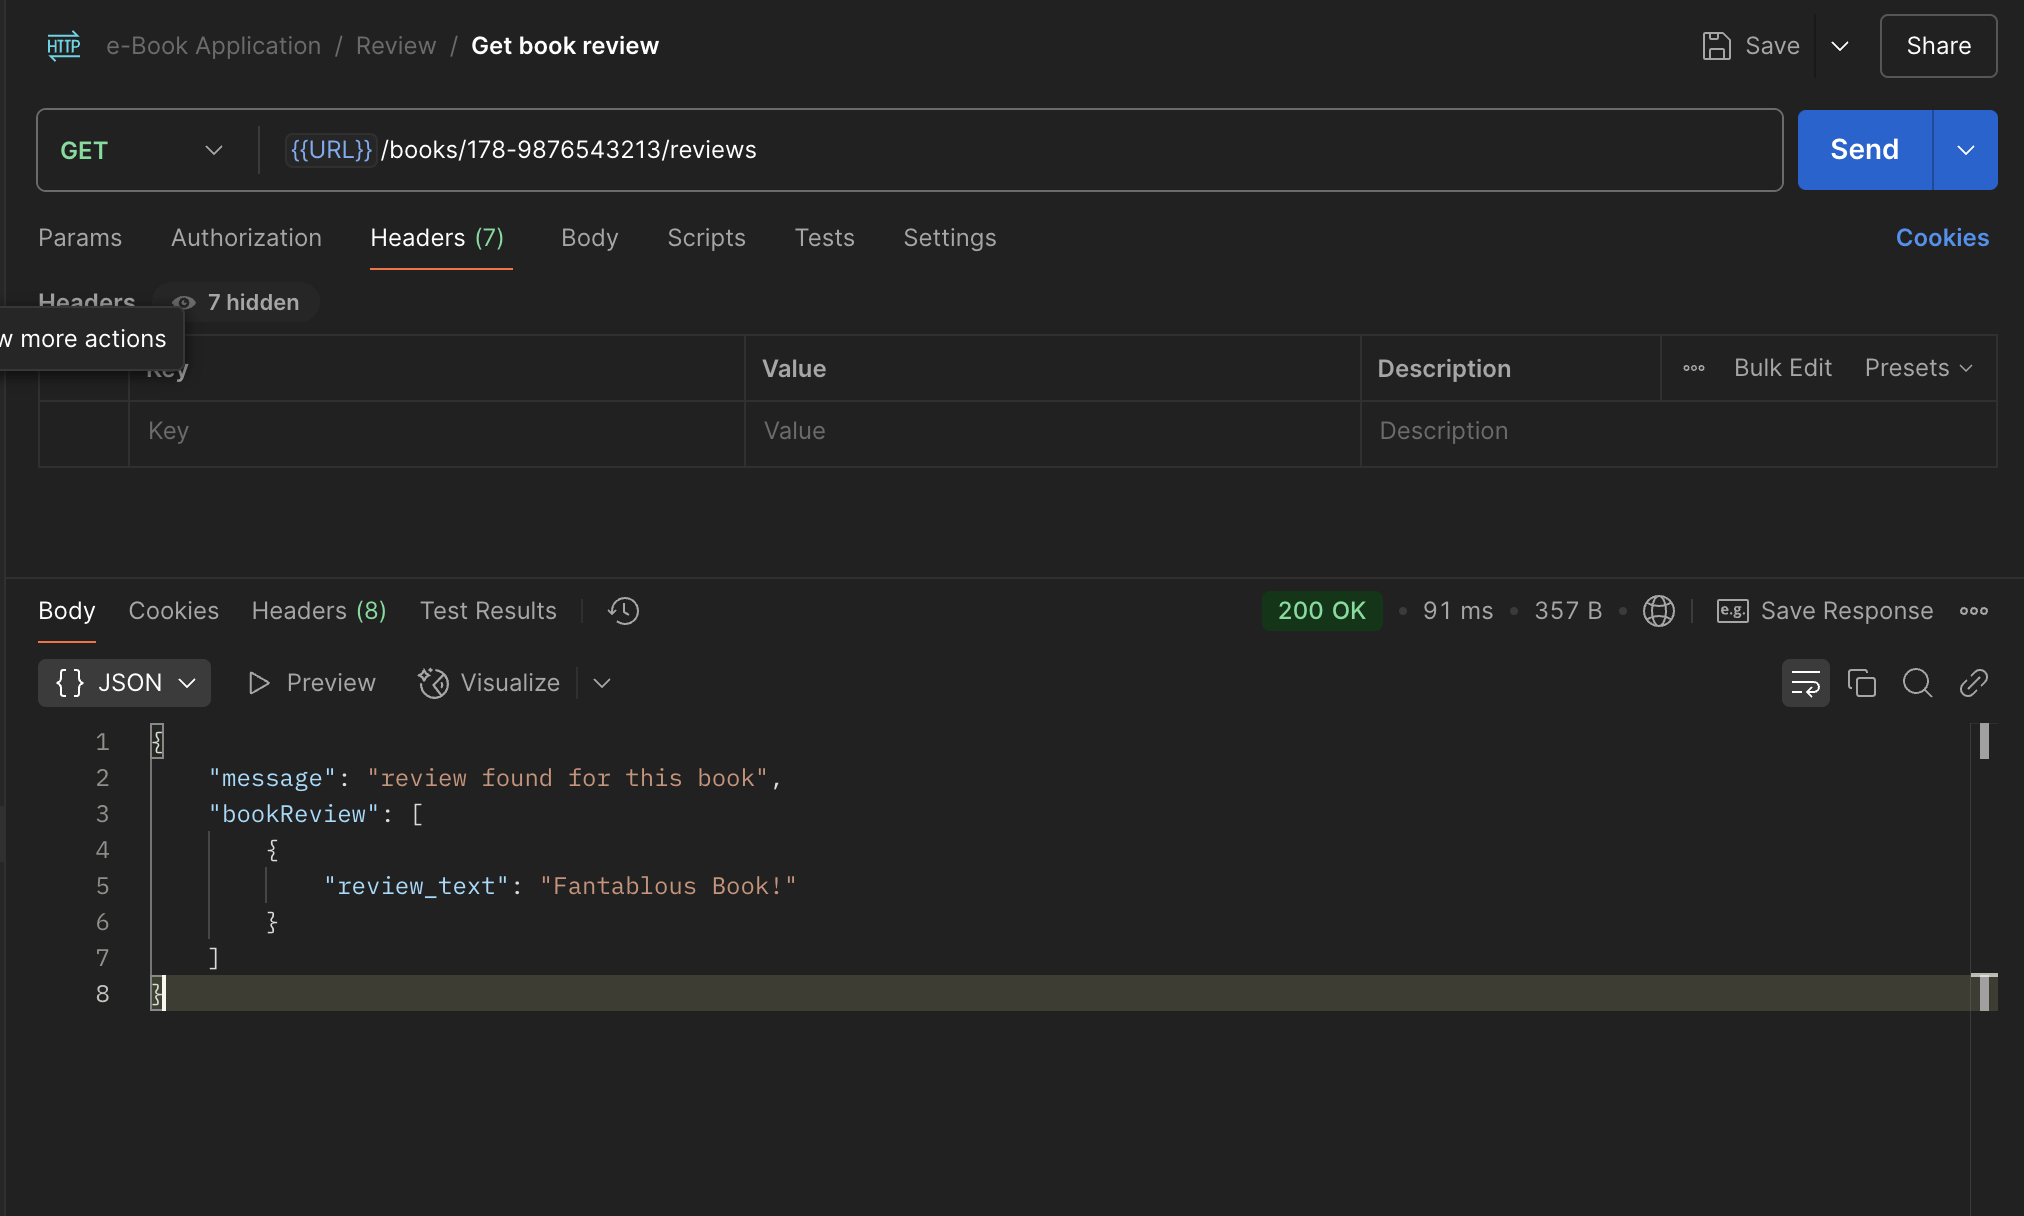 HTTP e-Book Application / Review / Get book review Save Share
GET {{URL}}/books/178-9876543213/reviews Send
Params Authorization Headers (7) Body Scripts Tests Settings Cookies
Headers 7 hidden
w more actions
Key Value Description Bulk Edit Presets
Key Value Description
Body Cookies Headers (8) Test Results 200 OK • 91 ms • 357 B • e.g. Save Response
{} JSON Preview Visualize
1 {
2 "message": "review found for this book",
3 "bookReview": [
4 {
5 "review_text": "Fantablous Book!"
6 }
7 ]
8 }